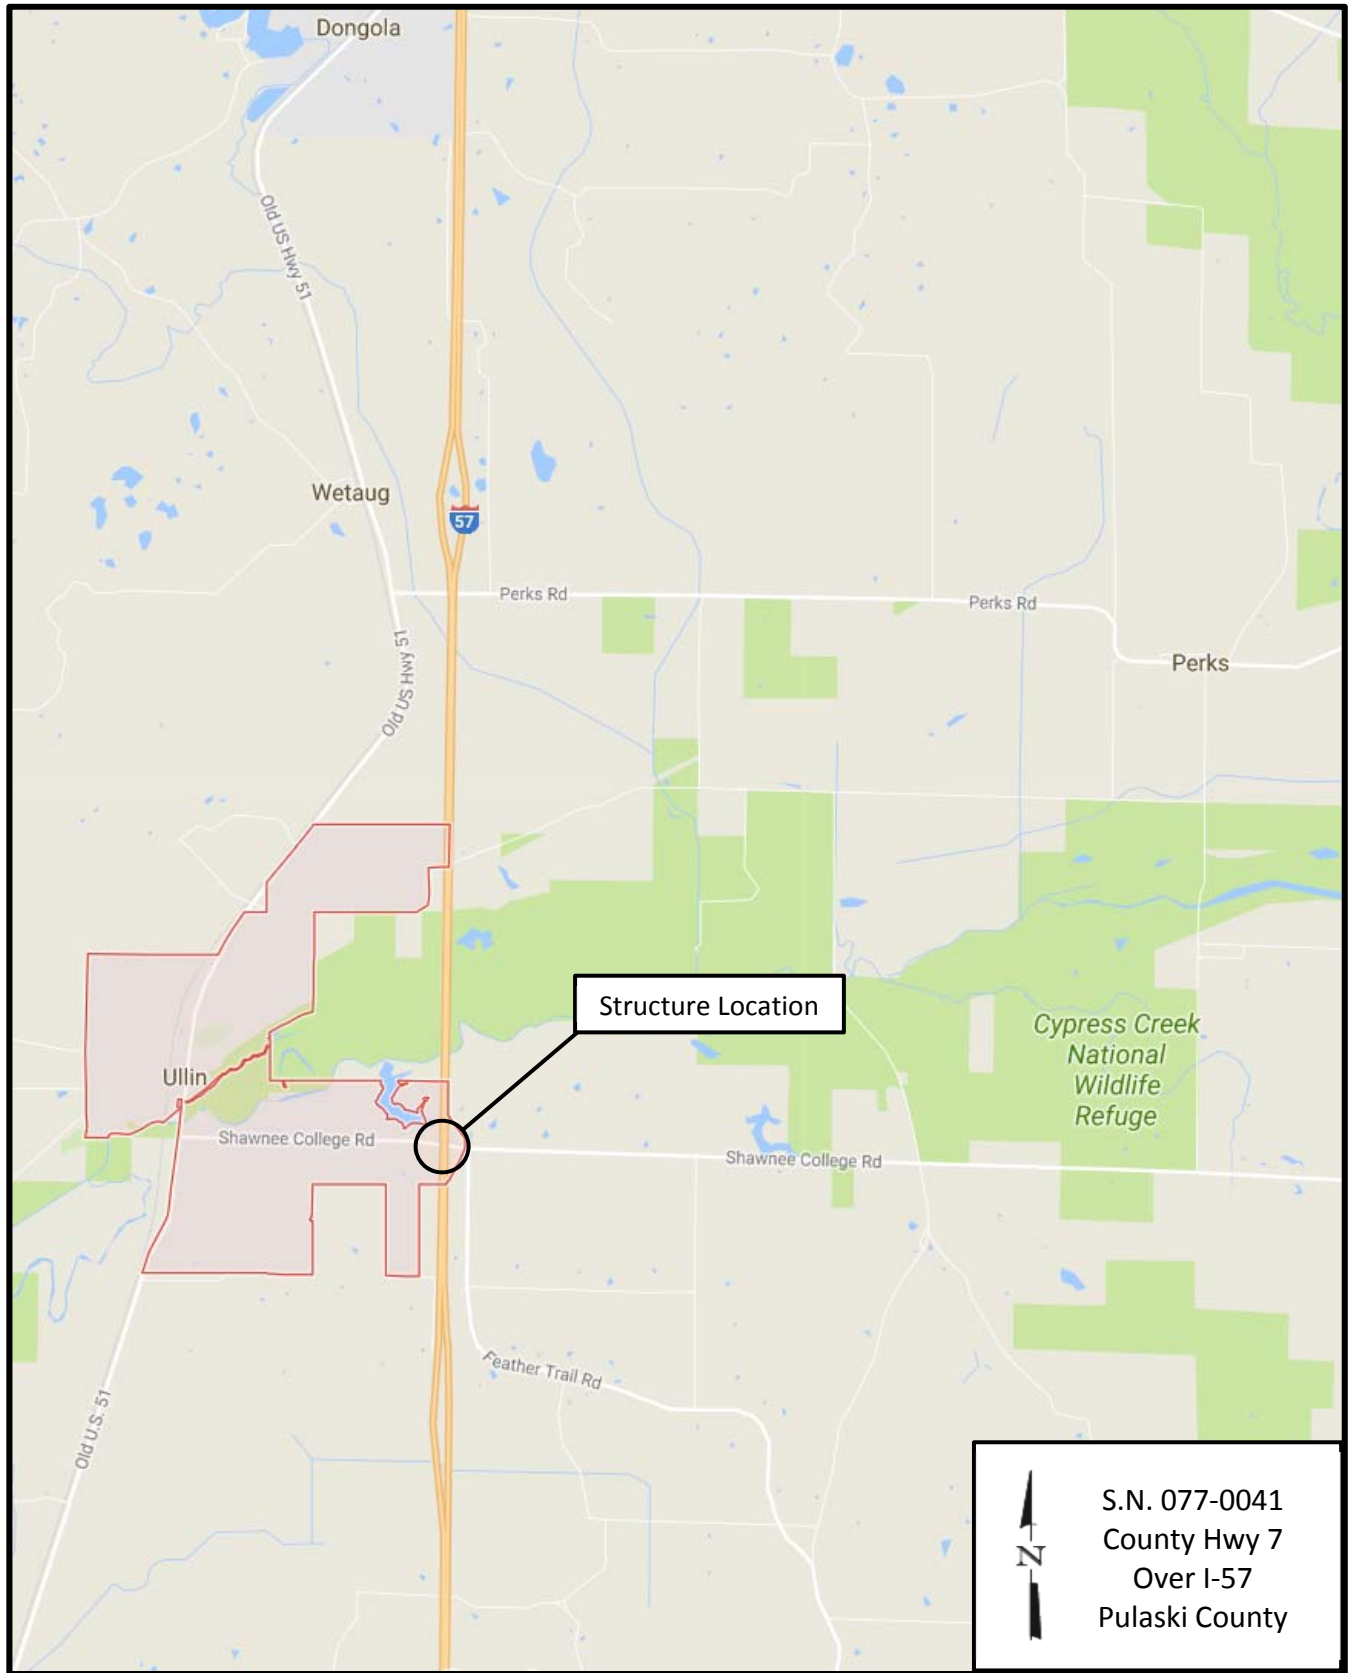 Dongola
Old US Hwy 51
Wetaug
57
Perks Rd
Perks Rd
Old US Hwy 51
Perks
Structure Location
Cypress Creek
National
Wildlife
Refuge
Ullin
Shawnee College Rd
Shawnee College Rd
Feather Trail Rd
Old U.S. 51
N
S.N. 077-0041
County Hwy 7
Over I-57
Pulaski County